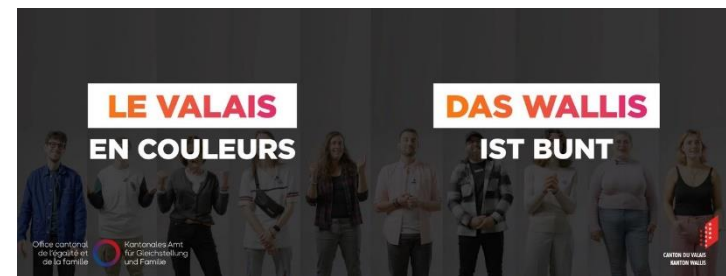 LE VALAIS
EN COULEURS
DAS WALLIS
IST BUNT
Office cantonal
de l'égalité et
de la famille
Kantonales Amt
für Gleichstellung
und Familie
CANTON DU VALAIS
KANTON WALLIS